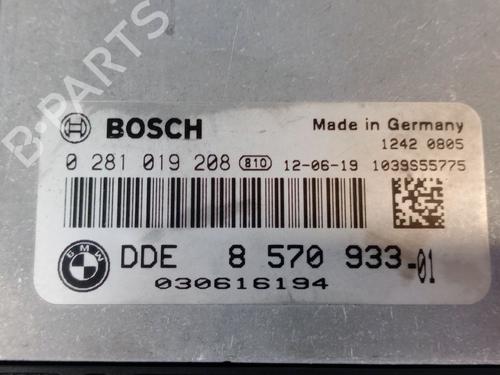 B-PARTS
BOSCH
Made in Germany
1242 0805
0 281 019 208 810 12-06-19 1039S55775
BMW DDE 8 570 933-01
030616194